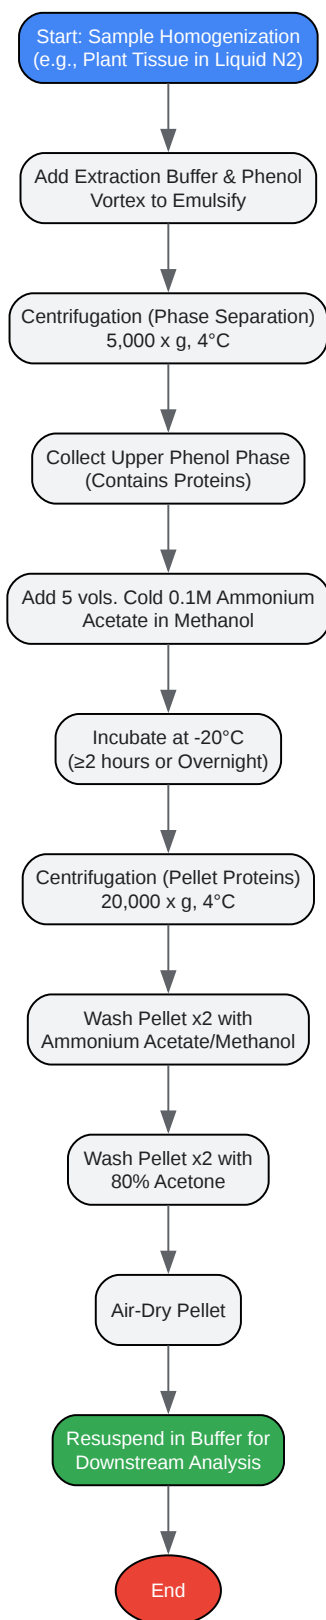 Start: Sample Homogenization
(e.g., Plant Tissue in Liquid N2)
Add Extraction Buffer & Phenol
Vortex to Emulsify
Centrifugation (Phase Separation)
5,000 x g, 4°C
Collect Upper Phenol Phase
(Contains Proteins)
Add 5 vols. Cold 0.1M Ammonium
Acetate in Methanol
Incubate at -20°C
(≥2 hours or Overnight)
Centrifugation (Pellet Proteins)
20,000 x g, 4°C
Wash Pellet x2 with
Ammonium Acetate/Methanol
Wash Pellet x2 with
80% Acetone
Air-Dry Pellet
Resuspend in Buffer for
Downstream Analysis
End